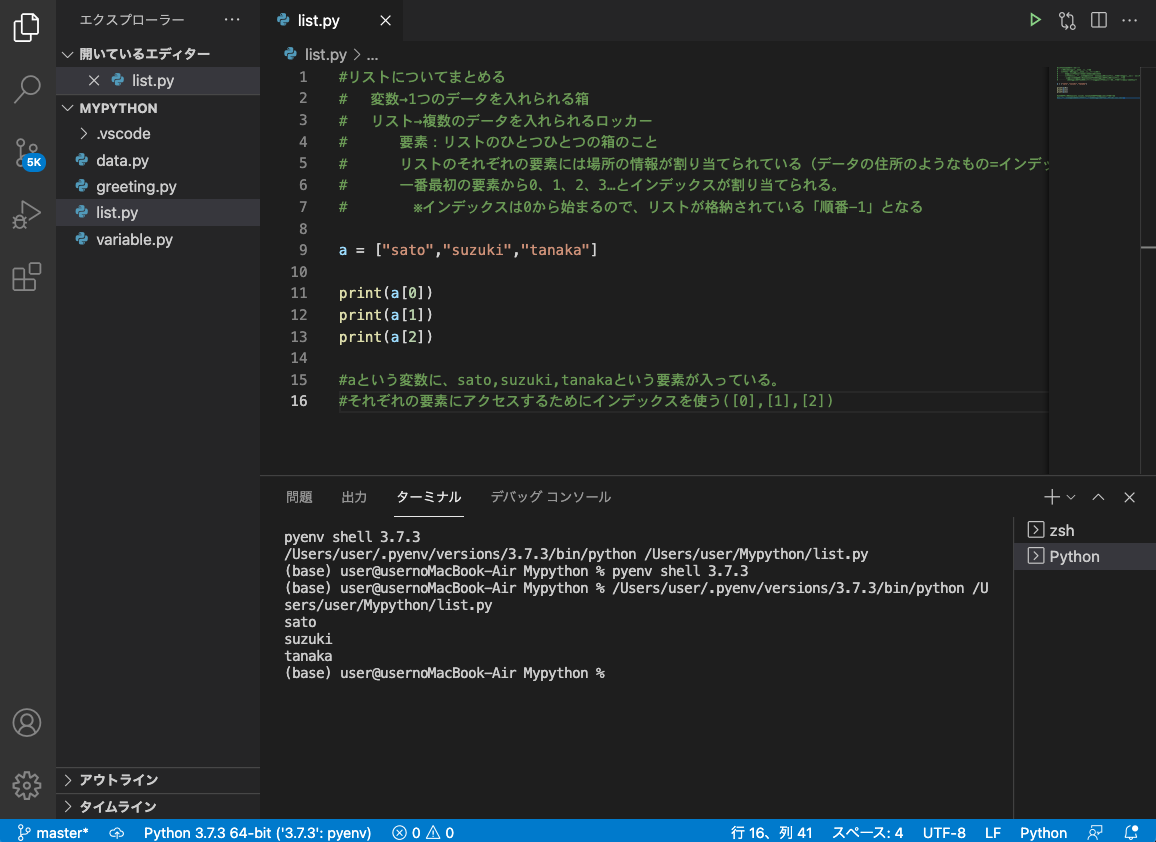 エクスプローラー ···
開いているエディター
list.py
MYPYTHON
.vscode
data.py
greeting.py
list.py
variable.py
アウトライン
タイムライン
5K
list.py
list.py > ...
1 #リストについてまとめる
2 # 変数→1つのデータを入れられる箱
3 # リスト→複数のデータを入れられるロッカー
4 # 要素：リストのひとつひとつの箱のこと
5 # リストのそれぞれの要素には場所の情報が割り当てられている（データの住所のようなもの=インデッ
6 # 一番最初の要素から0、1、2、3…とインデックスが割り当てられる。
7 # ※インデックスは0から始まるので、リストが格納されている「順番-1」となる
8
9 a = ["sato","suzuki","tanaka"]
10
11 print(a[0])
12 print(a[1])
13 print(a[2])
14
15 #aという変数に、sato,suzuki,tanakaという要素が入っている。
16 #それぞれの要素にアクセスするためにインデックスを使う([0],[1],[2])
問題 出力 ターミナル デバッグ コンソール
pyenv shell 3.7.3
/Users/user/.pyenv/versions/3.7.3/bin/python /Users/user/Mypython/list.py
(base) user@usernoMacBook-Air Mypython % pyenv shell 3.7.3
(base) user@usernoMacBook-Air Mypython % /Users/user/.pyenv/versions/3.7.3/bin/python /U
sers/user/Mypython/list.py
sato
suzuki
tanaka
(base) user@usernoMacBook-Air Mypython %
zsh
Python
master* Python 3.7.3 64-bit ('3.7.3': pyenv) 0 0 行 16、列 41 スペース: 4 UTF-8 LF Python